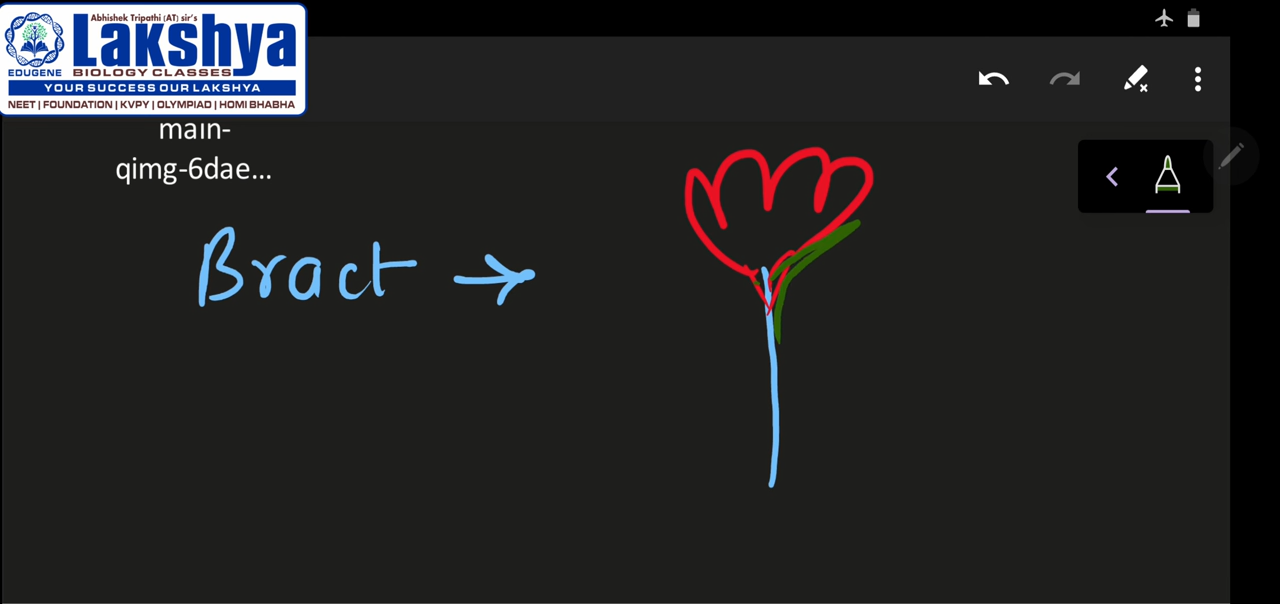 Abhishek Tripathi (AT) sir's
Lakshya
EDUGENE
BIOLOGY CLASSES
YOUR SUCCESS OUR LAKSHYA
NEET | FOUNDATION | KVPY | OLYMPIAD | HOMI BHABHA
main-
qimg-6dae...
Bract →